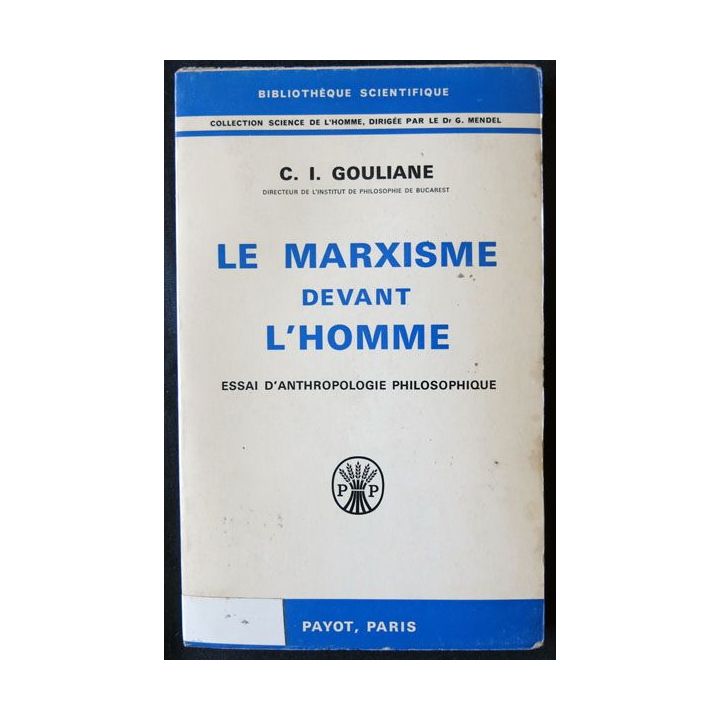 BIBLIOTHÈQUE SCIENTIFIQUE
COLLECTION SCIENCE DE L'HOMME, DIRIGÉE PAR LE Dr G. MENDEL
C. I. GOULIANE
DIRECTEUR DE L'INSTITUT DE PHILOSOPHIE DE BUCAREST
LE MARXISME
DEVANT
L'HOMME
ESSAI D'ANTHROPOLOGIE PHILOSOPHIQUE
P P
PAYOT, PARIS